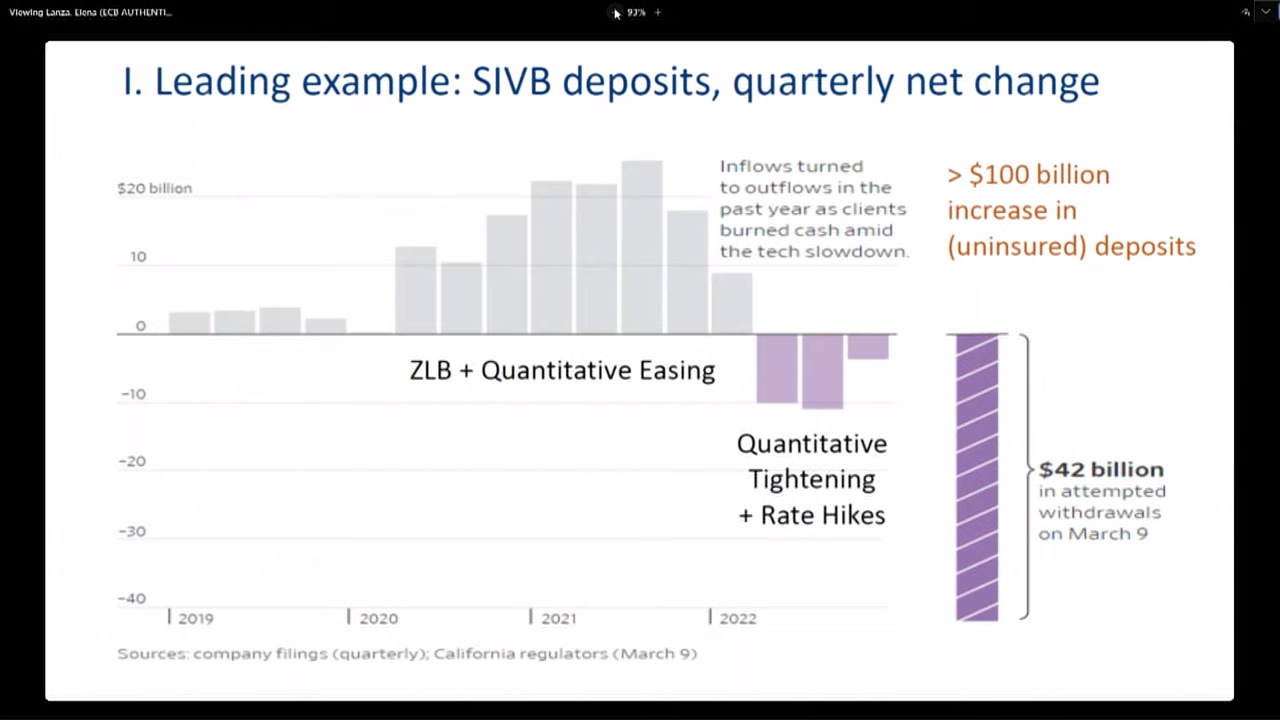 Viewing Lanza, Elena (ECB AUTHENTI...
93% +
I. Leading example: SIVB deposits, quarterly net change
$20 billion
10
0
-10
-20
-30
-40
Inflows turned
to outflows in the
past year as clients
burned cash amid
the tech slowdown.
> $100 billion
increase in
(uninsured) deposits
ZLB + Quantitative Easing
Quantitative
Tightening
+ Rate Hikes
$42 billion
in attempted
withdrawals
on March 9
2019
2020
2021
2022
Sources: company filings (quarterly); California regulators (March 9)